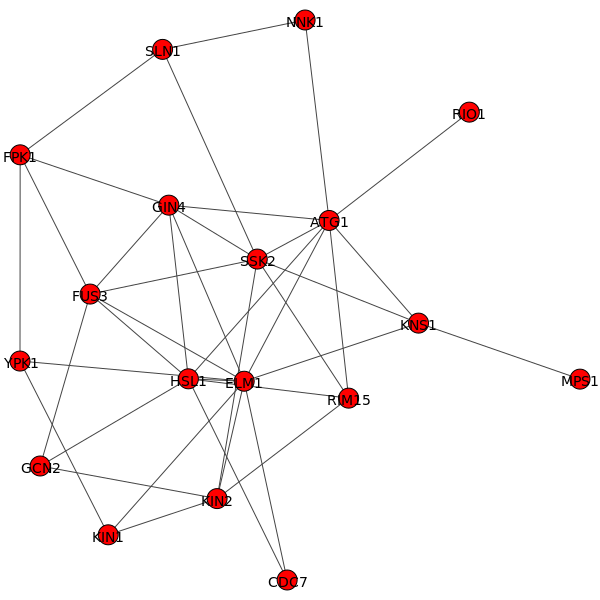 NNK1
SLN1
RIO1
FPK1
GIN4
ATG1
SSK2
FUS3
KNS1
YPK1
HSL1
ELM1
MPS1
RIM15
GCN2
KIN2
KIN1
CDC7